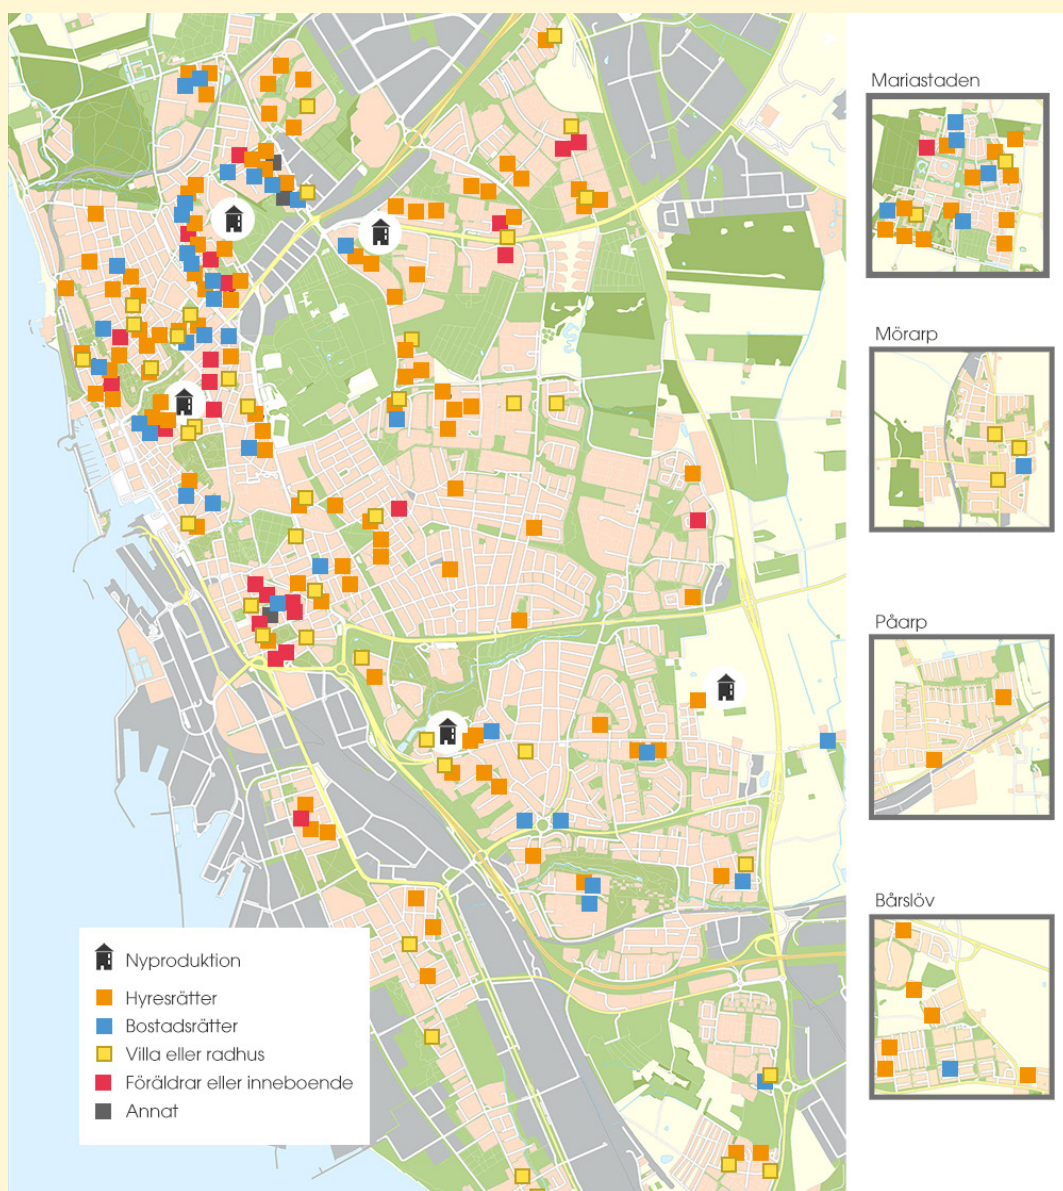 Mariastaden
Mörarp
Påarp
Bårslöv
Nyproduktion
Hyresrätter
Bostadsrätter
Villa eller radhus
Föräldrar eller inneboende
Annat